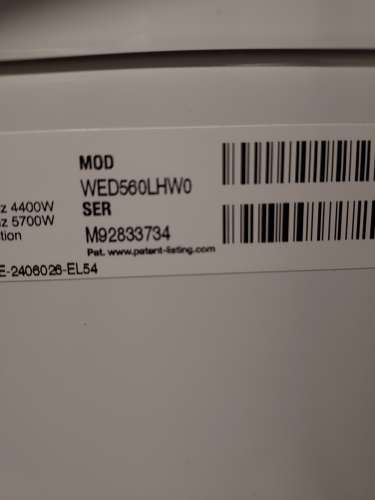 MOD
WED560LHW0
z 4400W
SER
z 5700W
tion
M92833734
Pat. www.patent-listing.com
E-2406026-EL54